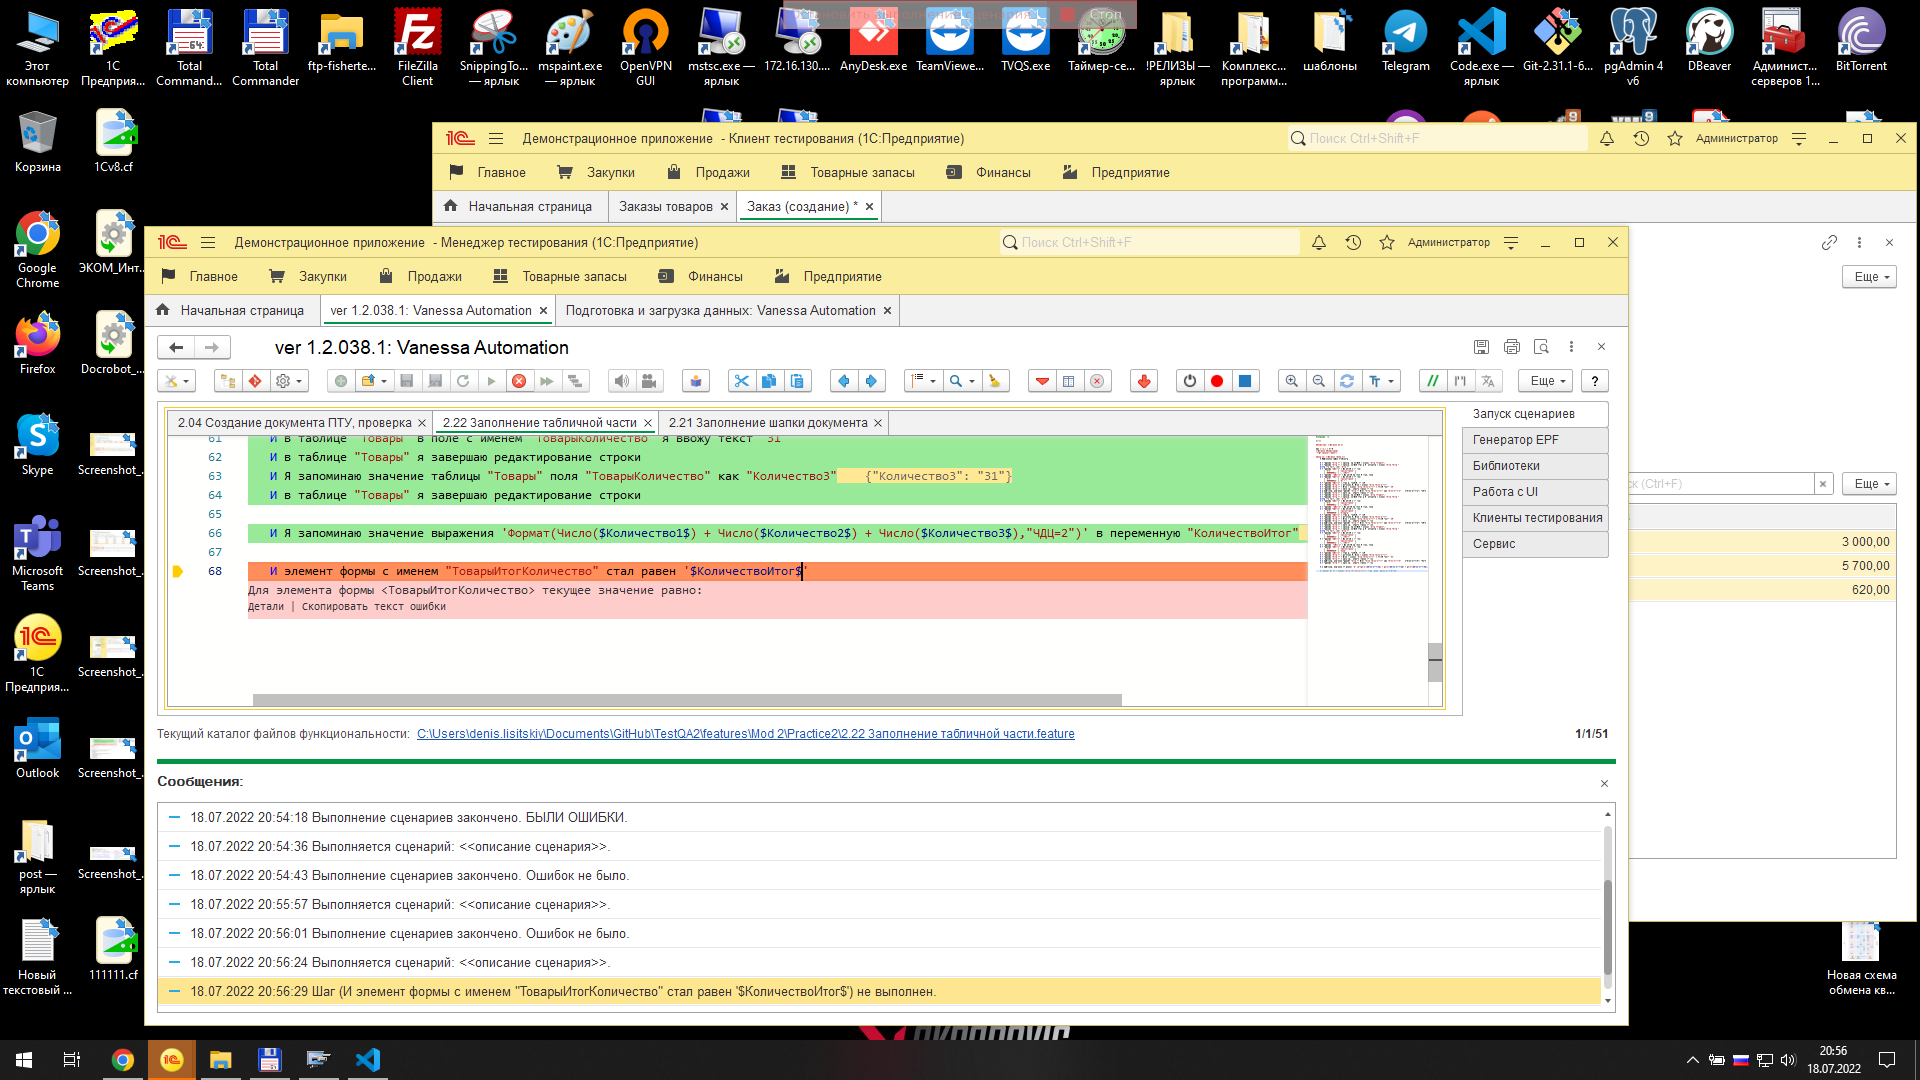 Стоп
Этот компьютер
1С Предприя...
Total Command...
Total Commander
ftp-fisherte...
FileZilla Client
SnippingTo... — ярлык
mspaint.exe — ярлык
OpenVPN GUI
mstsc.exe — ярлык
172.16.130....
AnyDesk.exe
TeamViewe...
TVQS.exe
Таймер-се...
!РЕЛИЗЫ — ярлык
Комплекс... программ...
шаблоны
Telegram
Code.exe — ярлык
Git-2.31.1-6...
pgAdmin 4 v6
DBeaver
Админист... серверов 1...
BitTorrent
Корзина
1Cv8.cf
Google Chrome
ЭКОМ_Инт...
Firefox
Docrobot_...
Skype
Screenshot_...
Microsoft Teams
Screenshot_...
1С Предприя...
Screenshot_...
Outlook
Screenshot_...
post — ярлык
Screenshot_...
Новый текстовый ...
111111.cf
Новая схема обмена кв...
Демонстрационное приложение - Клиент тестирования (1С:Предприятие)
Поиск Ctrl+Shift+F
Администратор
Главное
Закупки
Продажи
Товарные запасы
Финансы
Предприятие
Начальная страница
Заказы товаров
Заказ (создание) *
Еще
(Ctrl+F)
Еще
3 000,00
5 700,00
620,00
Демонстрационное приложение - Менеджер тестирования (1С:Предприятие)
Поиск Ctrl+Shift+F
Администратор
Главное
Закупки
Продажи
Товарные запасы
Финансы
Предприятие
Начальная страница
ver 1.2.038.1: Vanessa Automation
Подготовка и загрузка данных: Vanessa Automation
ver 1.2.038.1: Vanessa Automation
Еще
?
2.04 Создание документа ПТУ, проверка
2.22 Заполнение табличной части
2.21 Заполнение шапки документа
Запуск сценариев
Генератор EPF
Библиотеки
Работа с UI
Клиенты тестирования
Сервис
61 И в таблице "Товары" в поле с именем "ТоварыКоличество" я ввожу текст "31"
62 И в таблице "Товары" я завершаю редактирование строки
63 И Я запоминаю значение таблицы "Товары" поля "ТоварыКоличество" как "Количество3" {"Количество3": "31"}
64 И в таблице "Товары" я завершаю редактирование строки
65
66 И Я запоминаю значение выражения 'Формат(Число($Количество1$) + Число($Количество2$) + Число($Количество3$),"ЧДЦ=2")' в переменную "КоличествоИтог"
67
68 И элемент формы с именем "ТоварыИтогКоличество" стал равен '$КоличествоИтог$'
Для элемента формы <ТоварыИтогКоличество> текущее значение равно:
Детали | Скопировать текст ошибки
Текущий каталог файлов функциональности: C:\Users\denis.lisitskiy\Documents\GitHub\TestQA2\features\Mod 2\Practice2\2.22 Заполнение табличной части.feature
1/1/51
Сообщения:
18.07.2022 20:54:18 Выполнение сценариев закончено. БЫЛИ ОШИБКИ.
18.07.2022 20:54:36 Выполняется сценарий: <<описание сценария>>.
18.07.2022 20:54:43 Выполнение сценариев закончено. Ошибок не было.
18.07.2022 20:55:57 Выполняется сценарий: <<описание сценария>>.
18.07.2022 20:56:01 Выполнение сценариев закончено. Ошибок не было.
18.07.2022 20:56:24 Выполняется сценарий: <<описание сценария>>.
18.07.2022 20:56:29 Шаг (И элемент формы с именем "ТоварыИтогКоличество" стал равен '$КоличествоИтог$') не выполнен.
20:56
18.07.2022